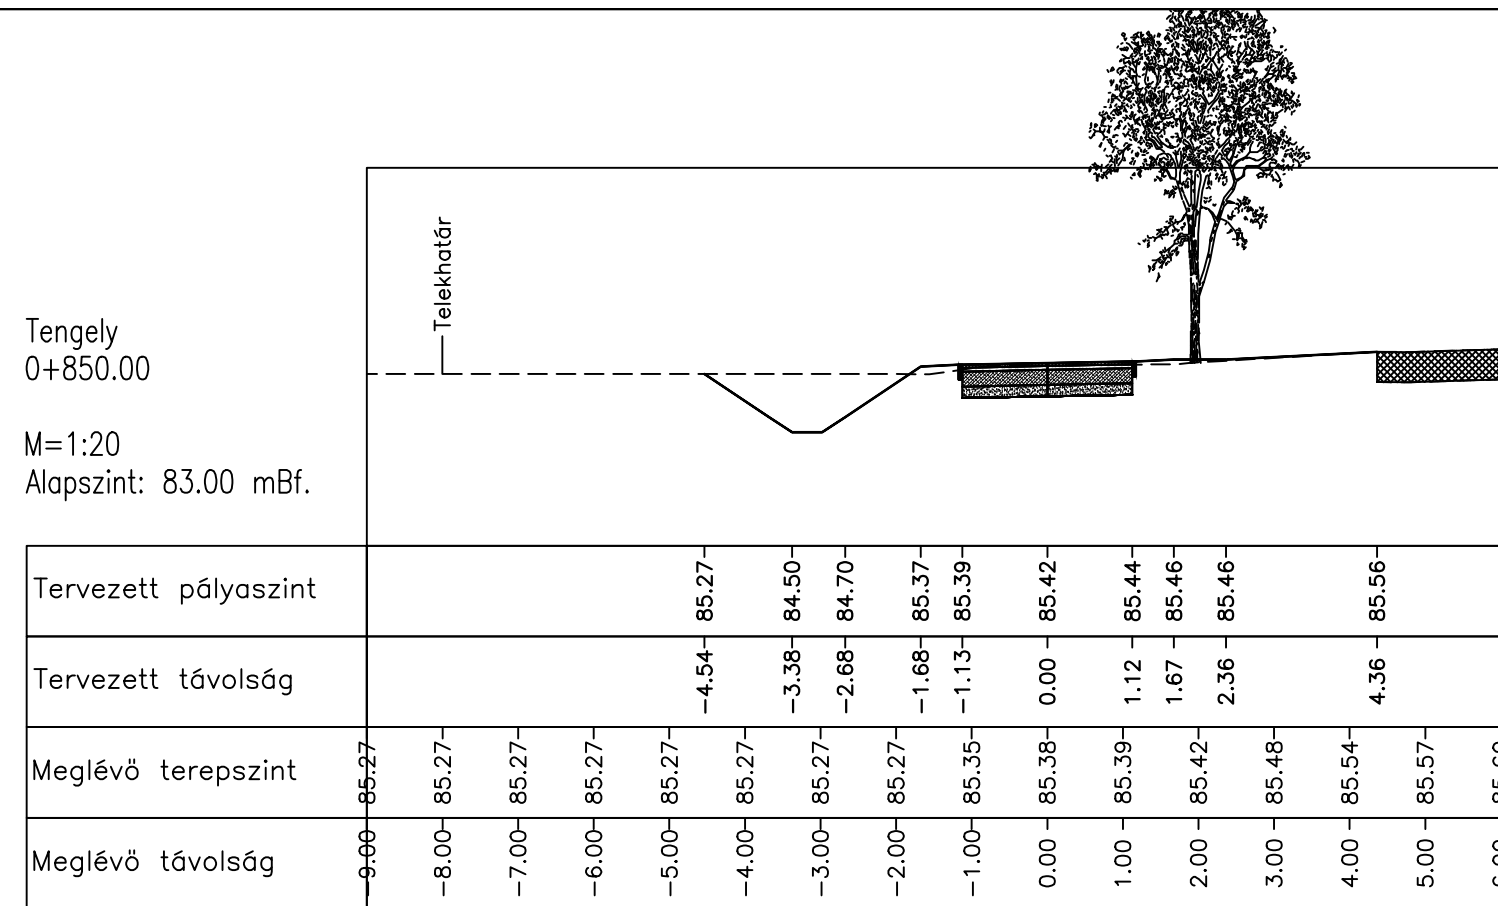 Telekhatár
Tengely
0+850.00
M=1:20
Alapszint: 83.00 mBf.
Tervezett pályaszint 85.27 84.50 84.70 85.37 85.39 85.42 85.44 85.46 85.46 85.56
Tervezett távolság -4.54 -3.38 -2.68 -1.68 -1.13 0.00 1.12 1.67 2.36 4.36
Meglévő terepszint 85.27 85.27 85.27 85.27 85.27 85.27 85.27 85.27 85.35 85.38 85.39 85.42 85.48 85.54 85.57
Meglévő távolság -9.00 -8.00 -7.00 -6.00 -5.00 -4.00 -3.00 -2.00 -1.00 0.00 1.00 2.00 3.00 4.00 5.00